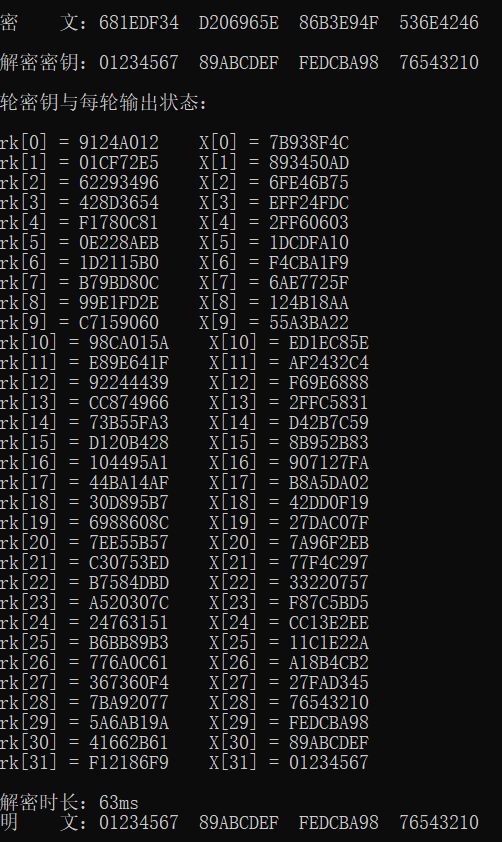 密    文：681EDF34  D206965E  86B3E94F  536E4246
解密密钥：01234567  89ABCDEF  FEDCBA98  76543210
轮密钥与每轮输出状态：
rk[0] = 9124A012    X[0] = 7B938F4C
rk[1] = 01CF72E5    X[1] = 893450AD
rk[2] = 62293496    X[2] = 6FE46B75
rk[3] = 428D3654    X[3] = EFF24FDC
rk[4] = F1780C81    X[4] = 2FF60603
rk[5] = 0E228AEB    X[5] = 1DCDFA10
rk[6] = 1D2115B0    X[6] = F4CBA1F9
rk[7] = B79BD80C    X[7] = 6AE7725F
rk[8] = 99E1FD2E    X[8] = 124B18AA
rk[9] = C7159060    X[9] = 55A3BA22
rk[10] = 98CA015A    X[10] = ED1EC85E
rk[11] = E89E641F    X[11] = AF2432C4
rk[12] = 92244439    X[12] = F69E6888
rk[13] = CC874966    X[13] = 2FFC5831
rk[14] = 73B55FA3    X[14] = D42B7C59
rk[15] = D120B428    X[15] = 8B952B83
rk[16] = 104495A1    X[16] = 907127FA
rk[17] = 44BA14AF    X[17] = B8A5DA02
rk[18] = 30D895B7    X[18] = 42DD0F19
rk[19] = 6988608C    X[19] = 27DAC07F
rk[20] = 7EE55B57    X[20] = 7A96F2EB
rk[21] = C30753ED    X[21] = 77F4C297
rk[22] = B7584DBD    X[22] = 33220757
rk[23] = A520307C    X[23] = F87C5BD5
rk[24] = 24763151    X[24] = CC13E2EE
rk[25] = B6BB89B3    X[25] = 11C1E22A
rk[26] = 776A0C61    X[26] = A18B4CB2
rk[27] = 367360F4    X[27] = 27FAD345
rk[28] = 7BA92077    X[28] = 76543210
rk[29] = 5A6AB19A    X[29] = FEDCBA98
rk[30] = 41662B61    X[30] = 89ABCDEF
rk[31] = F12186F9    X[31] = 01234567
解密时长：63ms
明    文：01234567  89ABCDEF  FEDCBA98  76543210